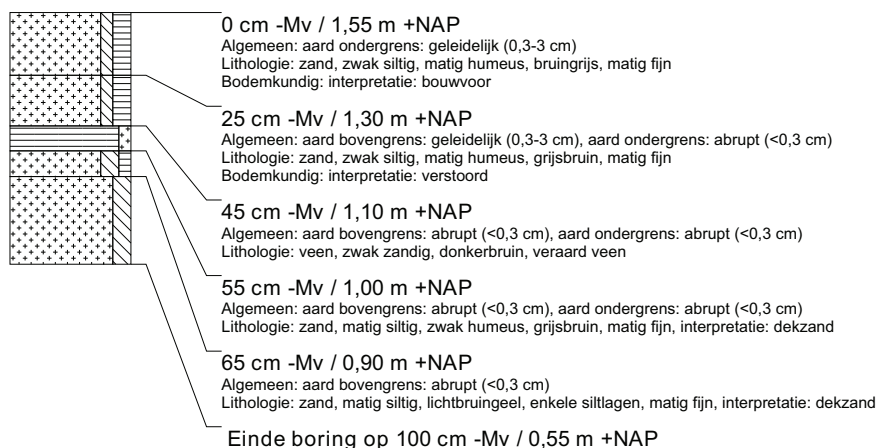 0 cm -Mv / 1,55 m +NAP
Algemeen: aard ondergrens: geleidelijk (0,3-3 cm)
Lithologie: zand, zwak siltig, matig humeus, bruingrijs, matig fijn
Bodemkundig: interpretatie: bouwvoor
25 cm -Mv / 1,30 m +NAP
Algemeen: aard bovengrens: geleidelijk (0,3-3 cm), aard ondergrens: abrupt (<0,3 cm)
Lithologie: zand, zwak siltig, matig humeus, grijsbruin, matig fijn
Bodemkundig: interpretatie: verstoord
45 cm -Mv / 1,10 m +NAP
Algemeen: aard bovengrens: abrupt (<0,3 cm), aard ondergrens: abrupt (<0,3 cm)
Lithologie: veen, zwak zandig, donkerbruin, veraard veen
55 cm -Mv / 1,00 m +NAP
Algemeen: aard bovengrens: abrupt (<0,3 cm), aard ondergrens: abrupt (<0,3 cm)
Lithologie: zand, matig siltig, zwak humeus, grijsbruin, matig fijn, interpretatie: dekzand
65 cm -Mv / 0,90 m +NAP
Algemeen: aard bovengrens: abrupt (<0,3 cm)
Lithologie: zand, matig siltig, lichtbruingeel, enkele siltlagen, matig fijn, interpretatie: dekzand
Einde boring op 100 cm -Mv / 0,55 m +NAP